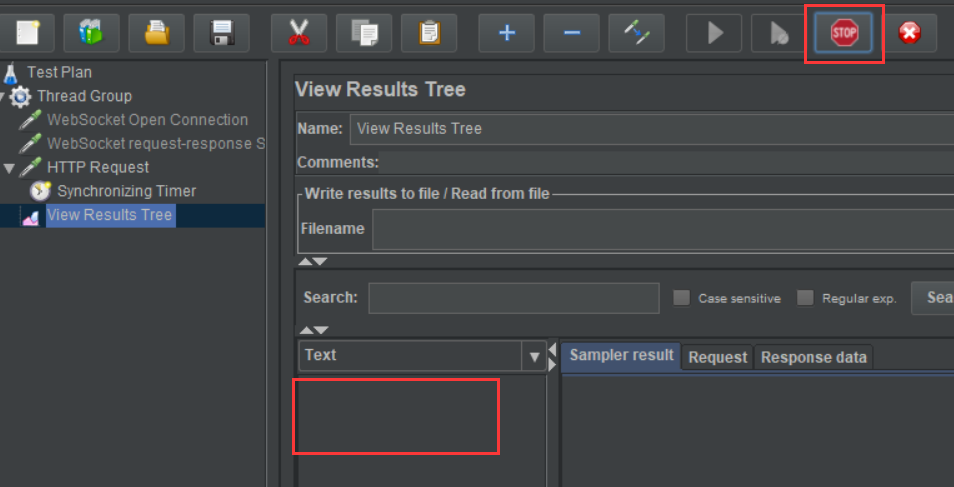 STOP
Test Plan
Thread Group
WebSocket Open Connection
WebSocket request-response S
HTTP Request
Synchronizing Timer
View Results Tree
View Results Tree
Name: View Results Tree
Comments:
Write results to file / Read from file
Filename
Search: Case sensitive Regular exp. Sea
Text
Sampler result Request Response data